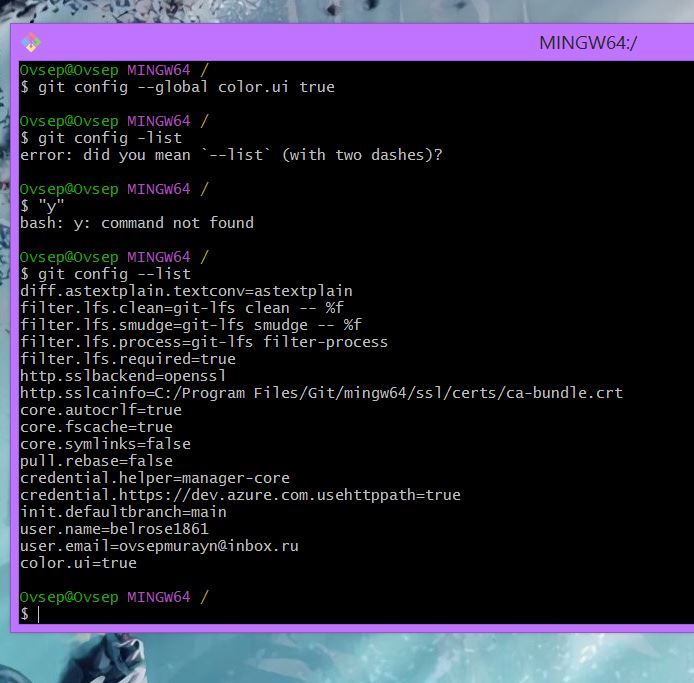 MINGW64:/
Ovsep@Ovsep MINGW64 /
$ git config --global color.ui true
Ovsep@Ovsep MINGW64 /
$ git config -list
error: did you mean `--list` (with two dashes)?
Ovsep@Ovsep MINGW64 /
$ "y"
bash: y: command not found
Ovsep@Ovsep MINGW64 /
$ git config --list
diff.astextplain.textconv=astextplain
filter.lfs.clean=git-lfs clean -- %f
filter.lfs.smudge=git-lfs smudge -- %f
filter.lfs.process=git-lfs filter-process
filter.lfs.required=true
http.sslbackend=openssl
http.sslcainfo=C:/Program Files/Git/mingw64/ssl/certs/ca-bundle.crt
core.autocrlf=true
core.fscache=true
core.symlinks=false
pull.rebase=false
credential.helper=manager-core
credential.https://dev.azure.com.usehttppath=true
init.defaultbranch=main
user.name=belrose1861
user.email=ovsepmurayn@inbox.ru
color.ui=true
Ovsep@Ovsep MINGW64 /
$